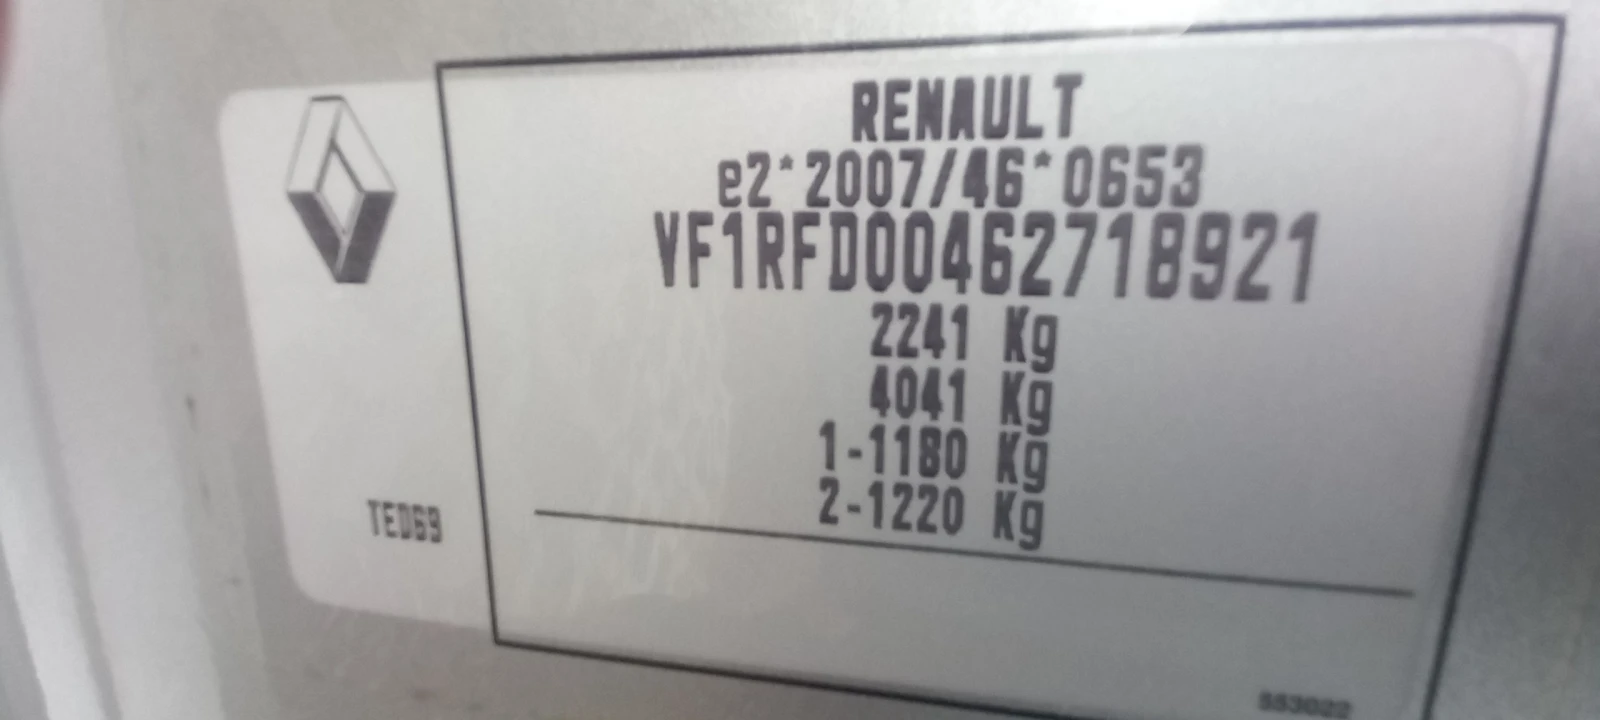 RENAULT
e2*2007/46*0653
VF1RFD00462718921
2241 Kg
4041 Kg
1-1180 Kg
2-1220 Kg
TED69